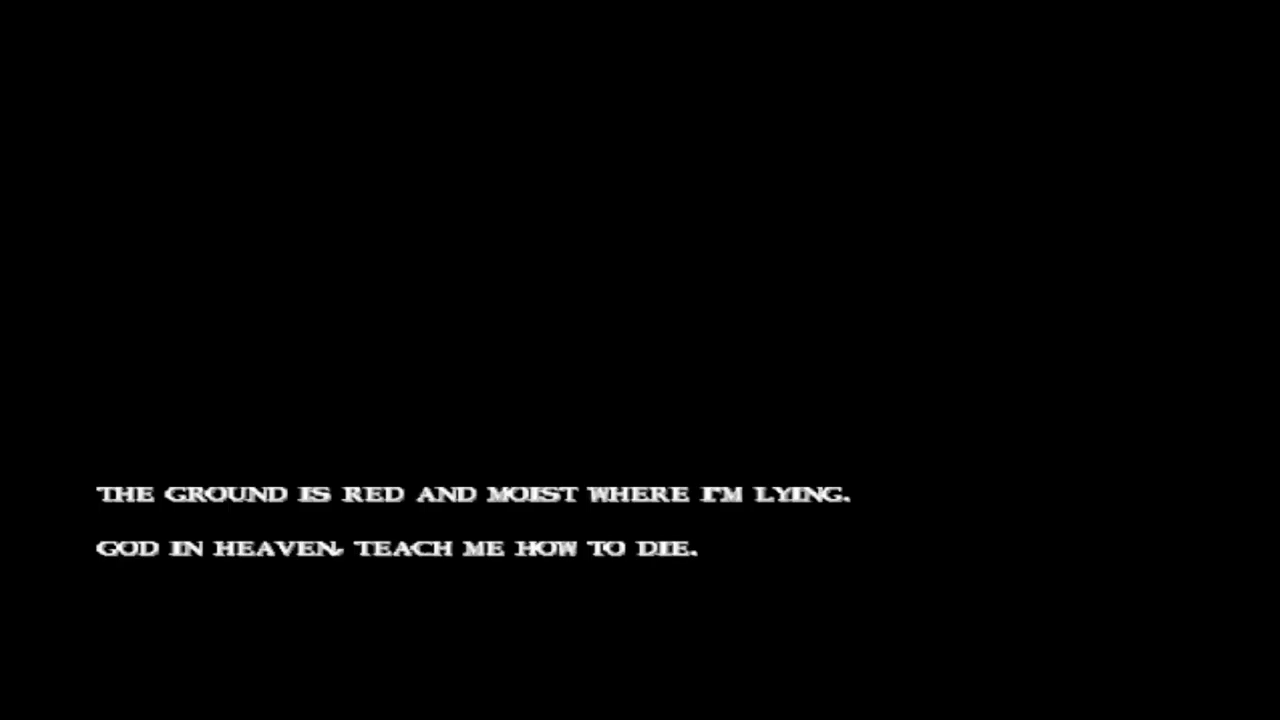 THE GROUND IS RED AND MOIST WHERE I'M LYING.
GOD IN HEAVEN, TEACH ME HOW TO DIE.